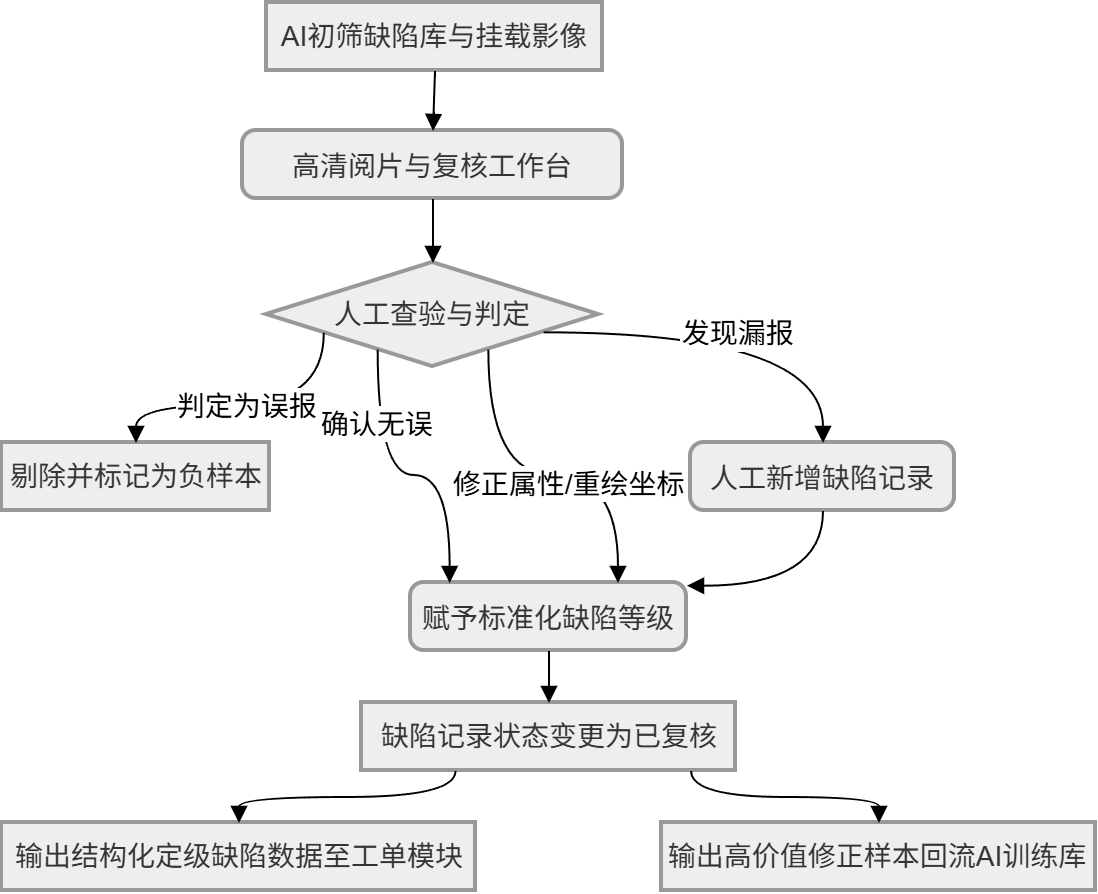 AI初筛缺陷库与挂载影像
高清阅片与复核工作台
人工查验与判定
发现漏报
判定为误报
确认无误
修正属性/重绘坐标
剔除并标记为负样本
人工新增缺陷记录
赋予标准化缺陷等级
缺陷记录状态变更为已复核
输出结构化定级缺陷数据至工单模块
输出高价值修正样本回流AI训练库